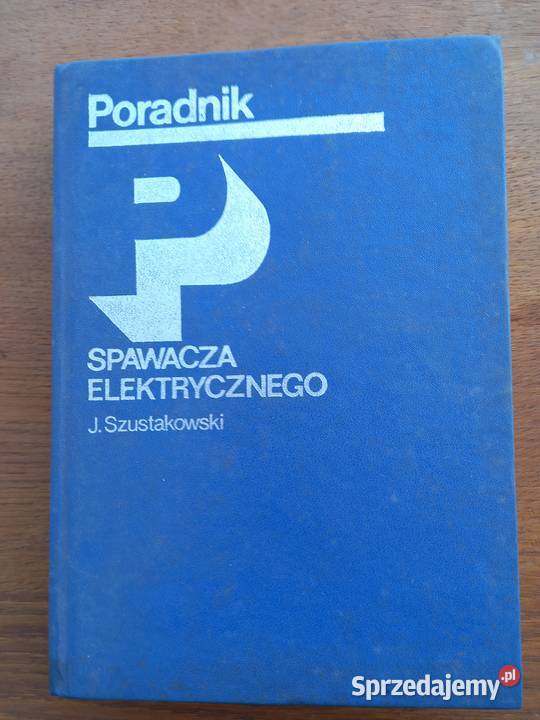 Poradnik
P
SPAWACZA
ELEKTRYCZNEGO
J. Szustakowski
Sprzedajemy.pl